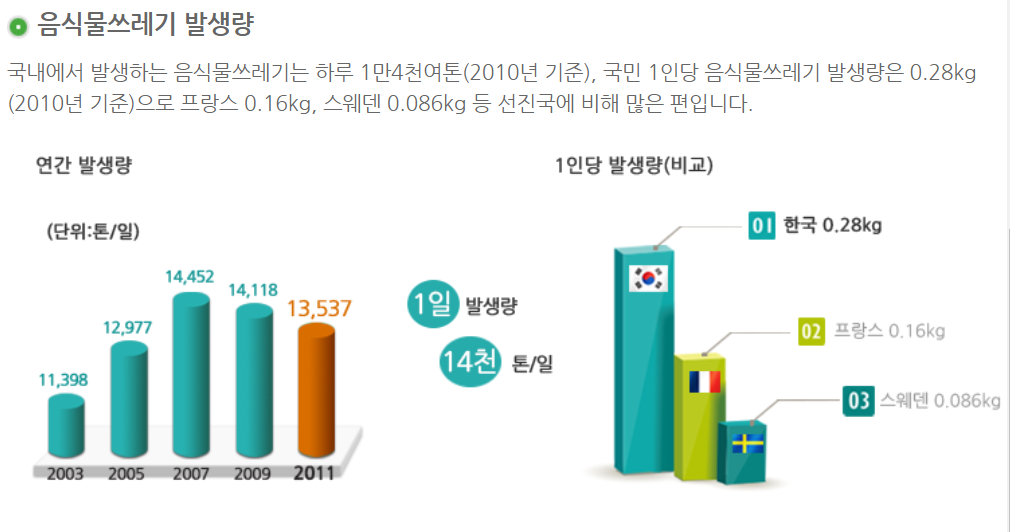 음식물쓰레기 발생량
국내에서 발생하는 음식물쓰레기는 하루 1만4천여톤(2010년 기준), 국민 1인당 음식물쓰레기 발생량은 0.28kg
(2010년 기준)으로 프랑스 0.16kg, 스웨덴 0.086kg 등 선진국에 비해 많은 편입니다.
연간 발생량
(단위:톤/일)
11,398
12,977
14,452
14,118
13,537
2003
2005
2007
2009
2011
1일 발생량
14천 톤/일
1인당 발생량(비교)
01 한국 0.28kg
02 프랑스 0.16kg
03 스웨덴 0.086kg